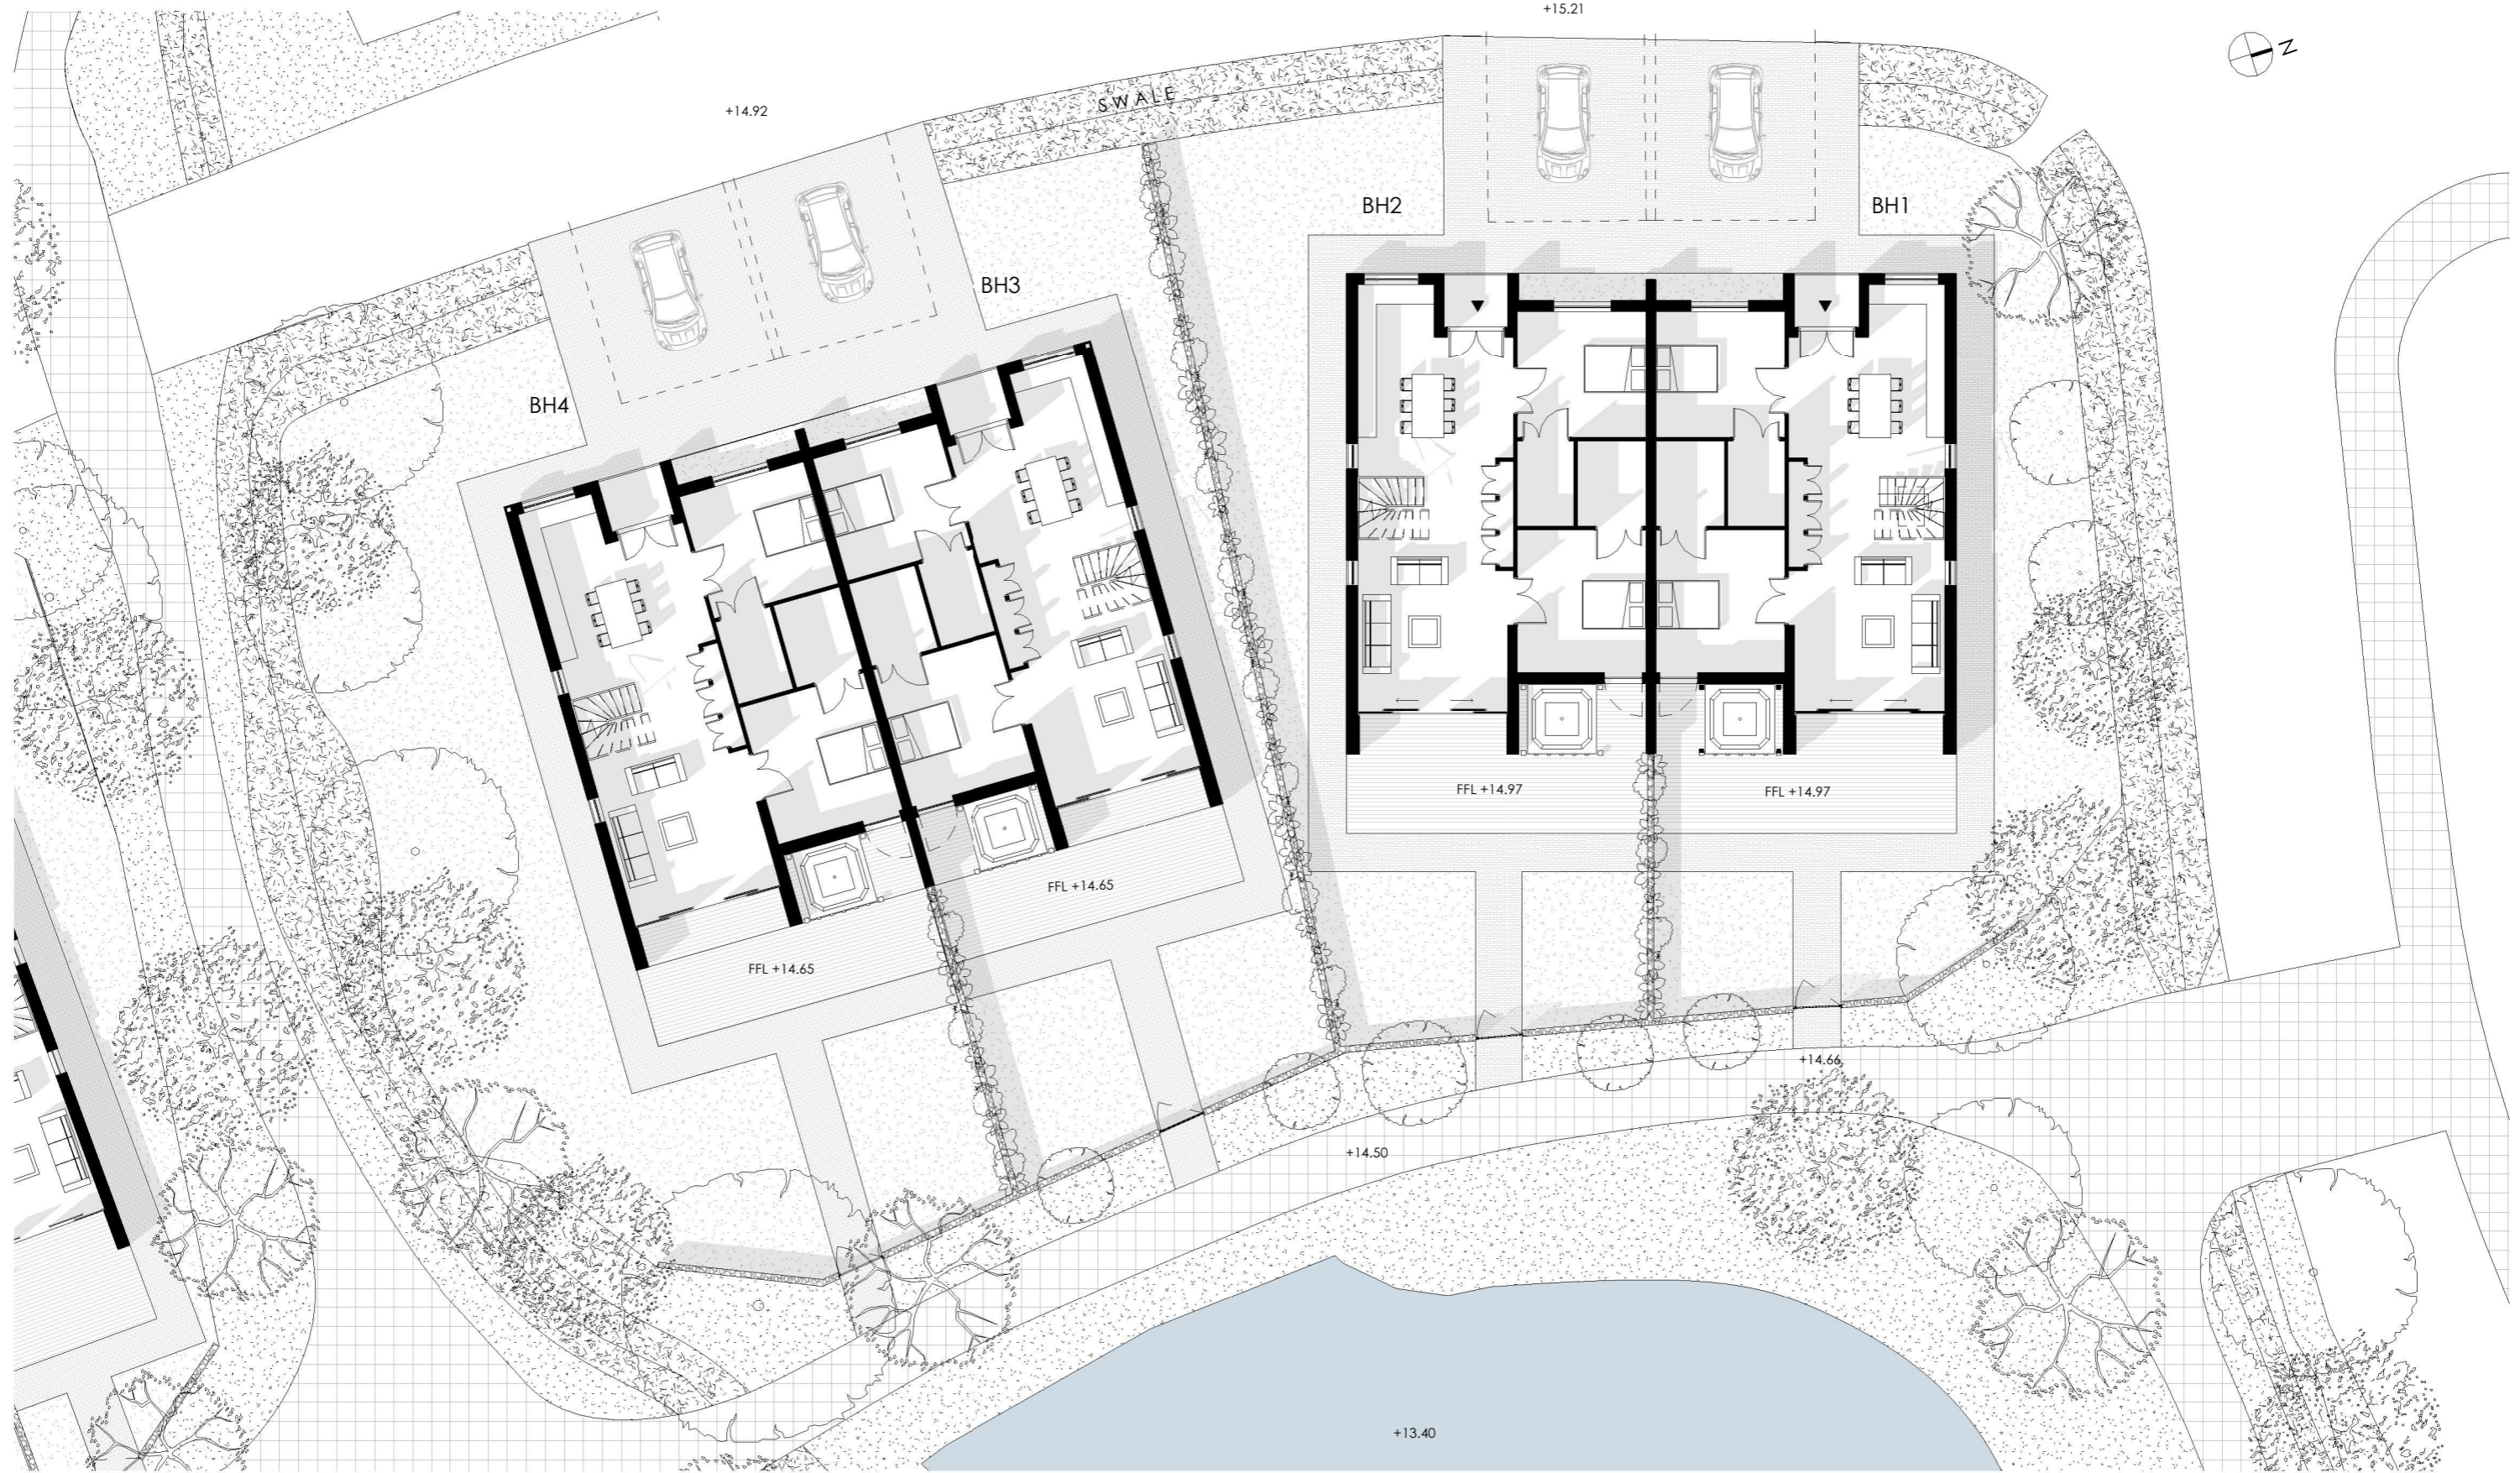 +15.21
N
SWALE
+14.92
BH2
BH1
BH3
BH4
FFL +14.97
FFL +14.97
FFL +14.65
FFL +14.65
+14.66
+14.50
+13.40